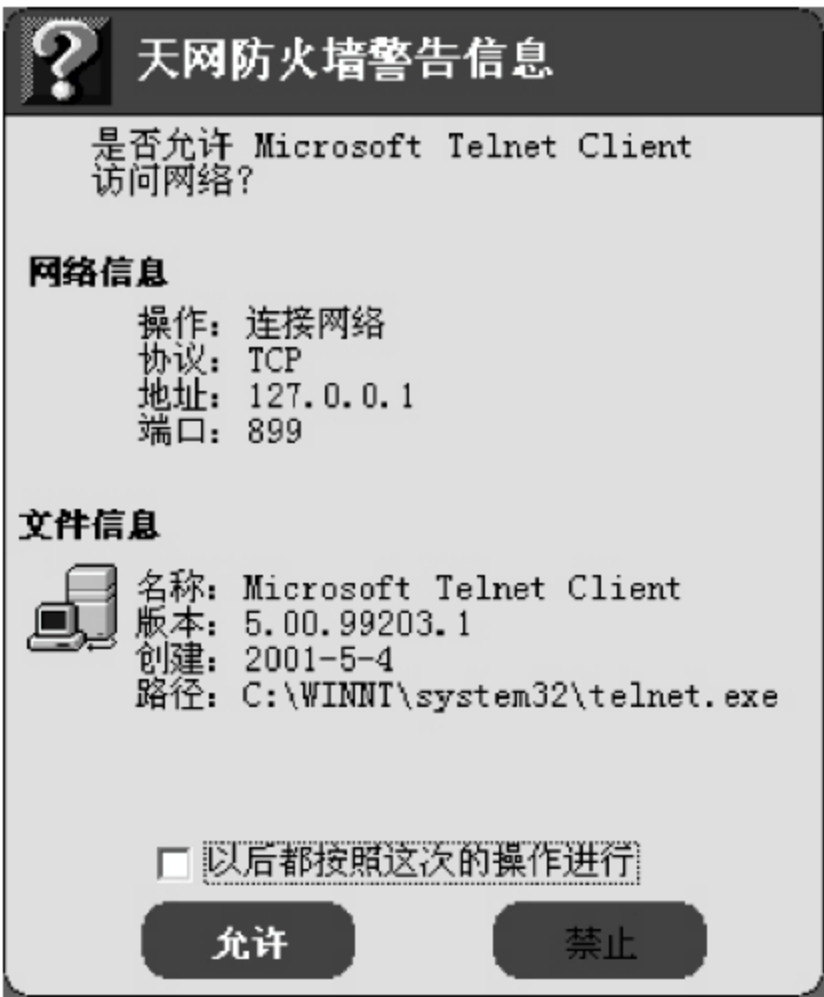 天网防火墙警告信息
是否允许 Microsoft Telnet Client
访问网络?
网络信息
操作: 连接网络
协议: TCP
地址: 127.0.0.1
端口: 899
文件信息
名称: Microsoft Telnet Client
版本: 5.00.99203.1
创建: 2001-5-4
路径: C:\WINNT\system32\telnet.exe
以后都按照这次的操作进行
允许
禁止